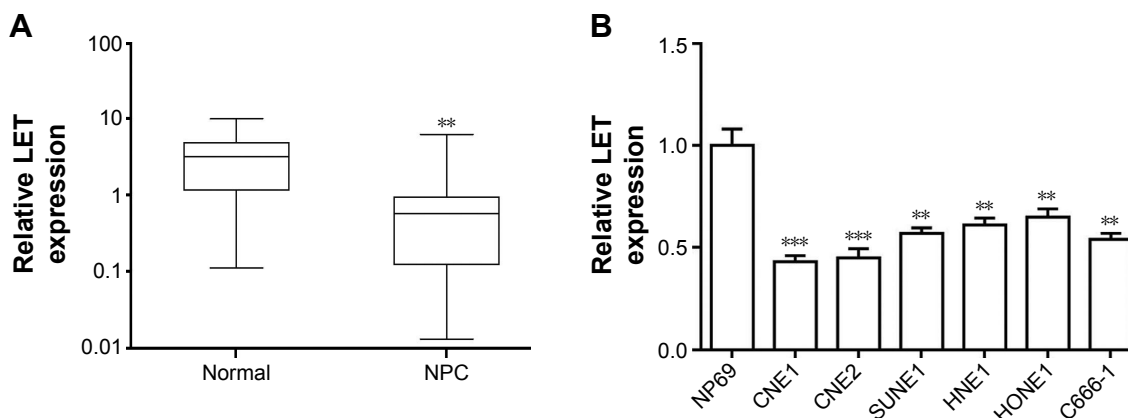 A
Relative LET
expression
100
10
1
0.1
0.01
**
Normal
NPC
B
Relative LET
expression
1.5
1.0
0.5
0.0
***
***
**
**
**
**
NP69
CNE1
CNE2
SUNE1
HNE1
HONE1
C666-1